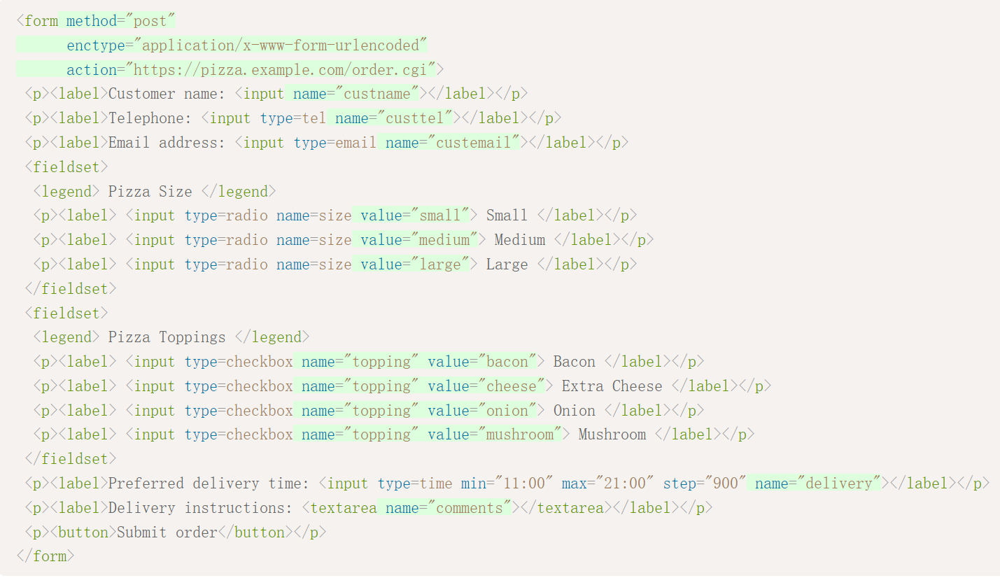 <form method="post"
      enctype="application/x-www-form-urlencoded"
      action="https://pizza.example.com/order.cgi">
 <p><label>Customer name: <input name="custname"></label></p>
 <p><label>Telephone: <input type=tel name="custtel"></label></p>
 <p><label>Email address: <input type=email name="custemail"></label></p>
 <fieldset>
  <legend> Pizza Size </legend>
  <p><label> <input type=radio name=size value="small"> Small </label></p>
  <p><label> <input type=radio name=size value="medium"> Medium </label></p>
  <p><label> <input type=radio name=size value="large"> Large </label></p>
 </fieldset>
 <fieldset>
  <legend> Pizza Toppings </legend>
  <p><label> <input type=checkbox name="topping" value="bacon"> Bacon </label></p>
  <p><label> <input type=checkbox name="topping" value="cheese"> Extra Cheese </label></p>
  <p><label> <input type=checkbox name="topping" value="onion"> Onion </label></p>
  <p><label> <input type=checkbox name="topping" value="mushroom"> Mushroom </label></p>
 </fieldset>
 <p><label>Preferred delivery time: <input type=time min="11:00" max="21:00" step="900" name="delivery"></label></p>
 <p><label>Delivery instructions: <textarea name="comments"></textarea></label></p>
 <p><button>Submit order</button></p>
</form>